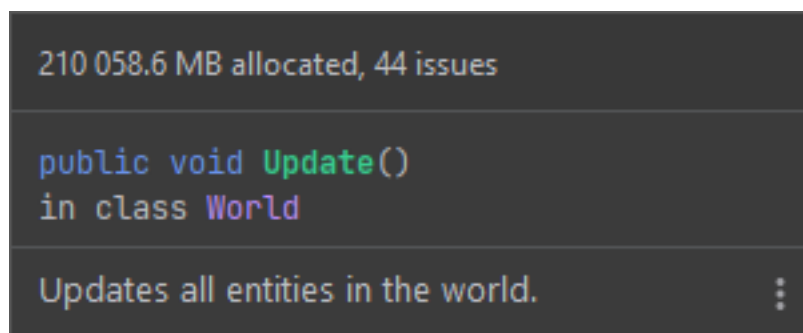 210 058.6 MB allocated, 44 issues
public void Update()
in class World
Updates all entities in the world.